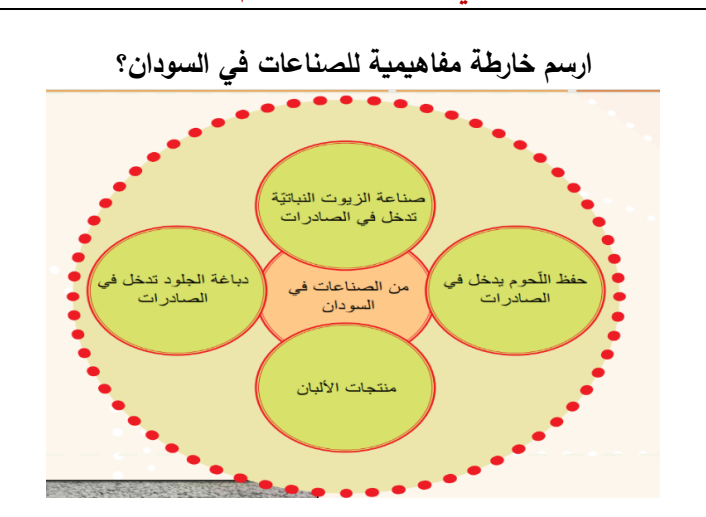 ارسم خارطة مفاهيمية للصناعات في السودان؟
صناعة الزيوت النباتيّة
تدخل في الصادرات
حفظ اللّحوم يدخل في
الصادرات
من الصناعات في
السودان
دباغة الجلود تدخل في
الصادرات
منتجات الألبان